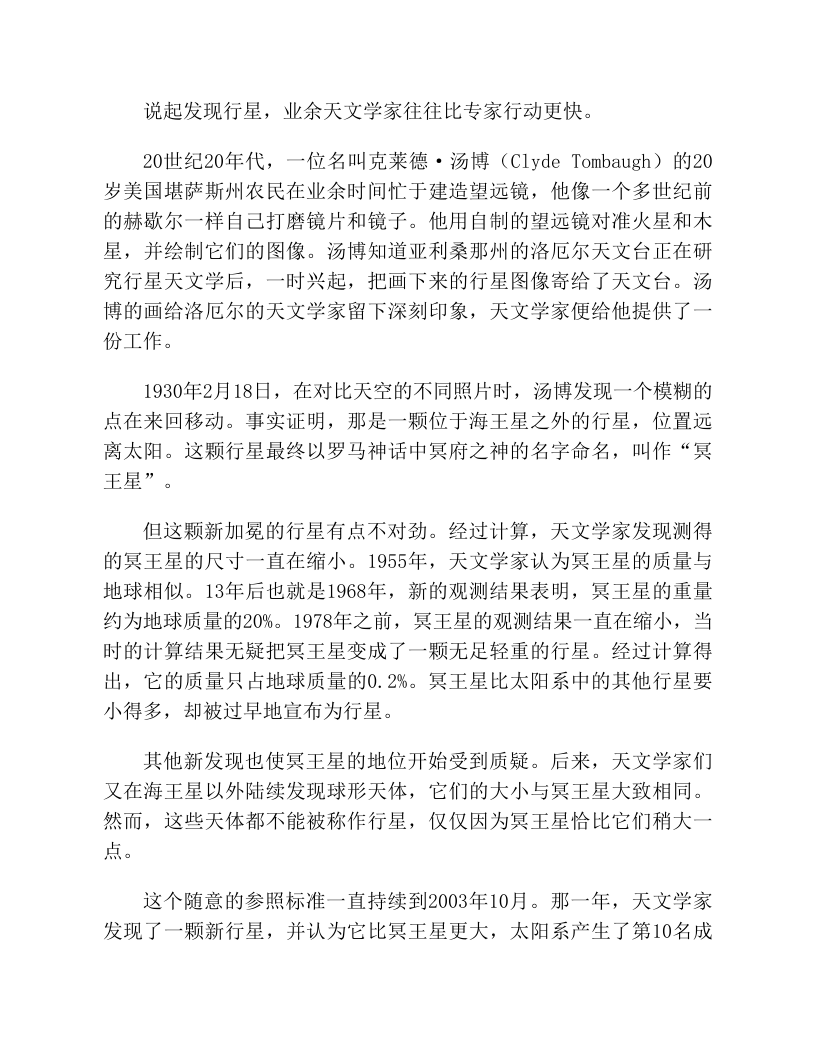 说起发现行星，业余天文学家往往比专家行动更快。
20世纪20年代，一位名叫克莱德·汤博（Clyde Tombaugh）的20
岁美国堪萨斯州农民在业余时间忙于建造望远镜，他像一个多世纪前
的赫歇尔一样自己打磨镜片和镜子。他用自制的望远镜对准火星和木
星，并绘制它们的图像。汤博知道亚利桑那州的洛厄尔天文台正在研
究行星天文学后，一时兴起，把画下来的行星图像寄给了天文台。汤
博的画给洛厄尔的天文学家留下深刻印象，天文学家便给他提供了一
份工作。
1930年2月18日，在对比天空的不同照片时，汤博发现一个模糊的
点在来回移动。事实证明，那是一颗位于海王星之外的行星，位置远
离太阳。这颗行星最终以罗马神话中冥府之神的名字命名，叫作“冥
王星”。
但这颗新加冕的行星有点不对劲。经过计算，天文学家发现测得
的冥王星的尺寸一直在缩小。1955年，天文学家认为冥王星的质量与
地球相似。13年后也就是1968年，新的观测结果表明，冥王星的重量
约为地球质量的20%。1978年之前，冥王星的观测结果一直在缩小，当
时的计算结果无疑把冥王星变成了一颗无足轻重的行星。经过计算得
出，它的质量只占地球质量的0.2%。冥王星比太阳系中的其他行星要
小得多，却被过早地宣布为行星。
其他新发现也使冥王星的地位开始受到质疑。后来，天文学家们
又在海王星以外陆续发现球形天体，它们的大小与冥王星大致相同。
然而，这些天体都不能被称作行星，仅仅因为冥王星恰比它们稍大一
点。
这个随意的参照标准一直持续到2003年10月。那一年，天文学家
发现了一颗新行星，并认为它比冥王星更大，太阳系产生了第10名成